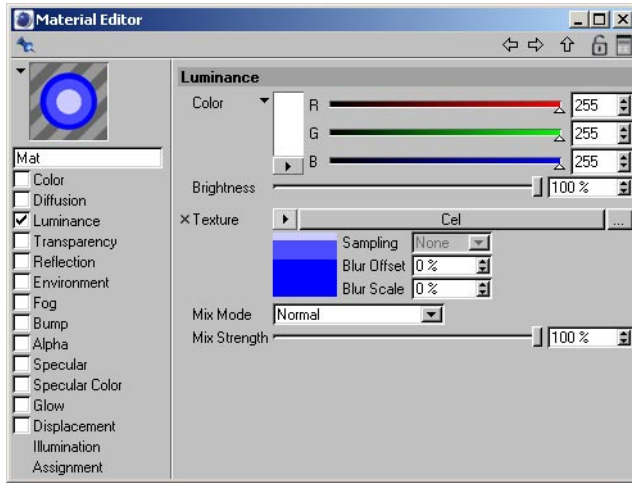 Material Editor
Mat
Color
Diffusion
Luminance
Transparency
Reflection
Environment
Fog
Bump
Alpha
Specular
Specular Color
Glow
Displacement
Illumination
Assignment
Luminance
Color
R 255
G 255
B 255
Brightness 100 %
Texture Cel ...
Sampling None
Blur Offset 0 %
Blur Scale 0 %
Mix Mode Normal
Mix Strength 100 %